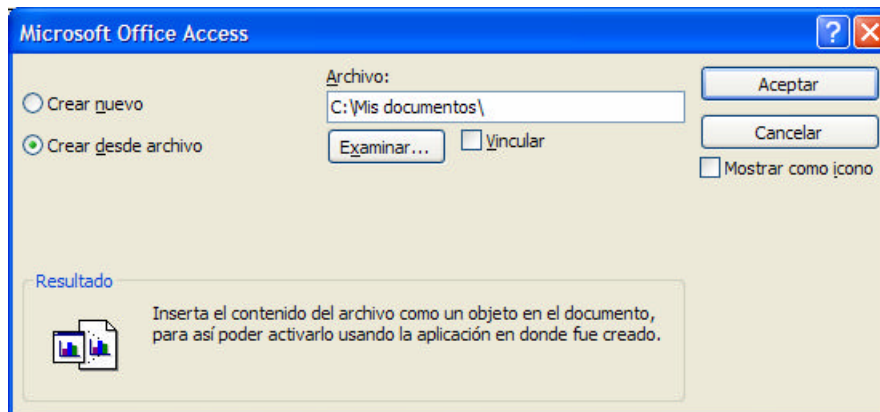 Microsoft Office Access
Crear nuevo
Crear desde archivo
Archivo:
C:\Mis documentos\
Examinar...
Vincular
Aceptar
Cancelar
Mostrar como icono
Resultado
Inserta el contenido del archivo como un objeto en el documento,
para así poder activarlo usando la aplicación en donde fue creado.